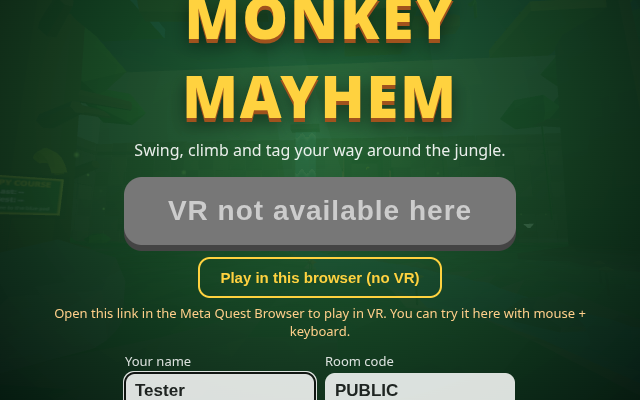 MONKEY
MAYHEM
Swing, climb and tag your way around the jungle.
VR not available here
Play in this browser (no VR)
Open this link in the Meta Quest Browser to play in VR. You can try it here with mouse +
keyboard.
Your name
Room code
Tester
PUBLIC